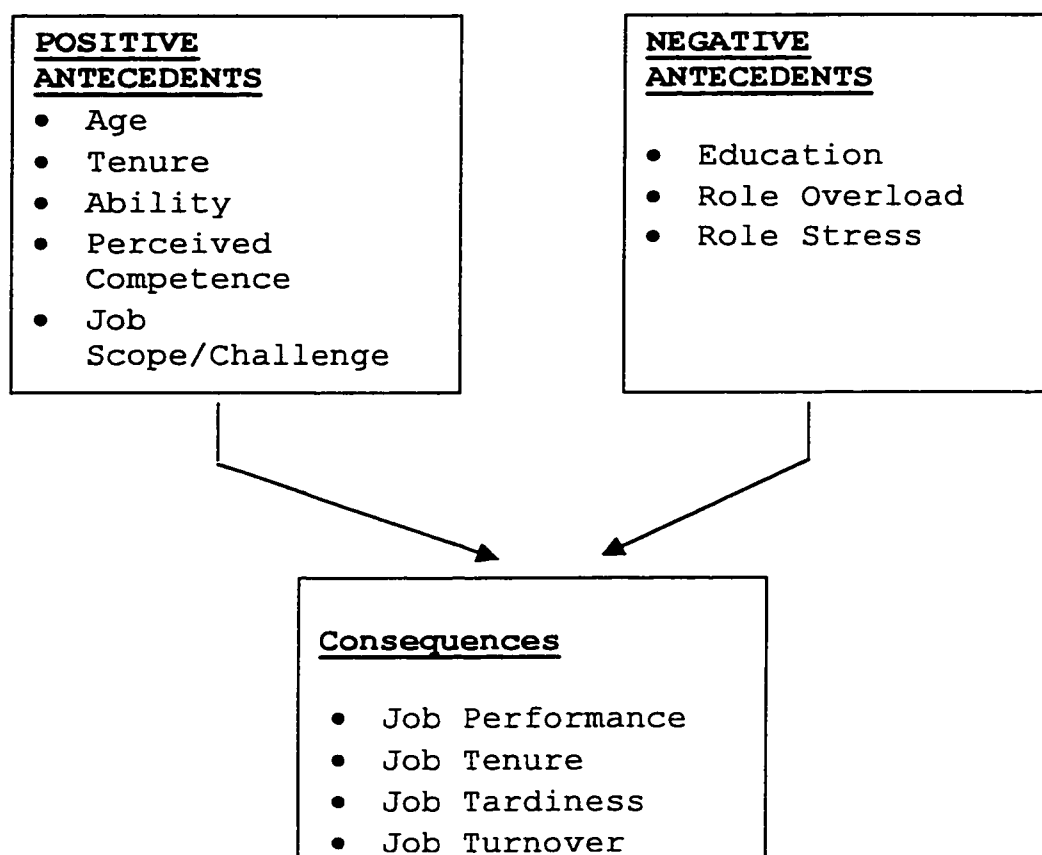 POSITIVE
ANTECEDENTS
• Age
• Tenure
• Ability
• Perceived
Competence
• Job
Scope/Challenge
NEGATIVE
ANTECEDENTS
• Education
• Role Overload
• Role Stress
Consequences
• Job Performance
• Job Tenure
• Job Tardiness
• Job Turnover